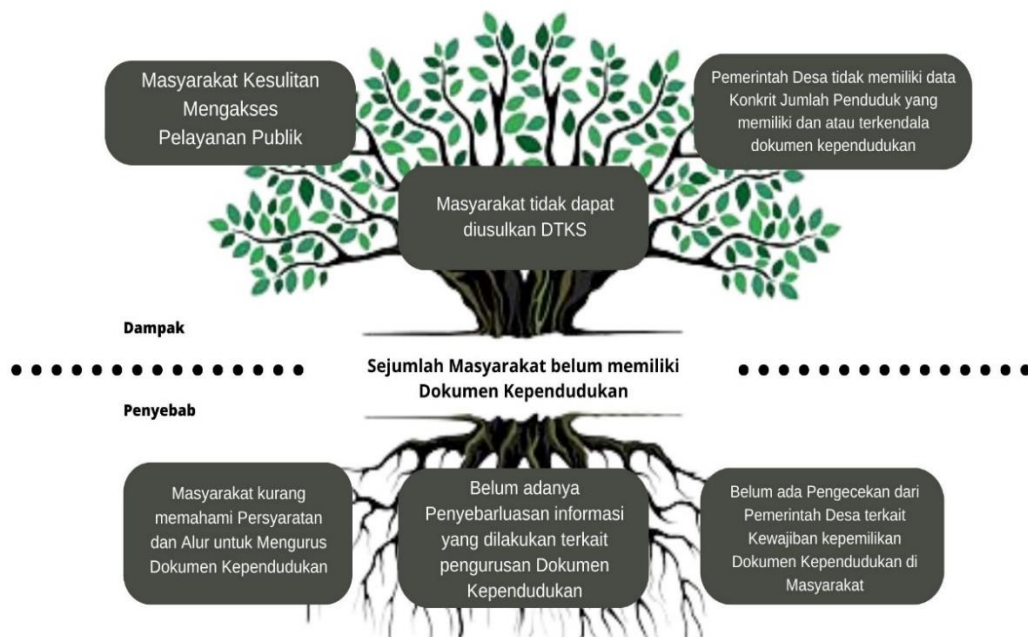 Masyarakat Kesulitan
Mengakses
Pelayanan Publik
Pemerintah Desa tidak memiliki data
Konkrit Jumlah Penduduk yang
memiliki dan atau terkendala
dokumen kependudukan
Masyarakat tidak dapat
diusulkan DTKS
Dampak
Sejumlah Masyarakat belum memiliki
Dokumen Kependudukan
Penyebab
Masyarakat kurang
memahami Persyaratan
dan Alur untuk Mengurus
Dokumen Kependudukan
Belum adanya
Penyebarluasan informasi
yang dilakukan terkait
pengurusan Dokumen
Kependudukan
Belum ada Pengecekan dari
Pemerintah Desa terkait
Kewajiban kepemilikan
Dokumen Kependudukan di
Masyarakat